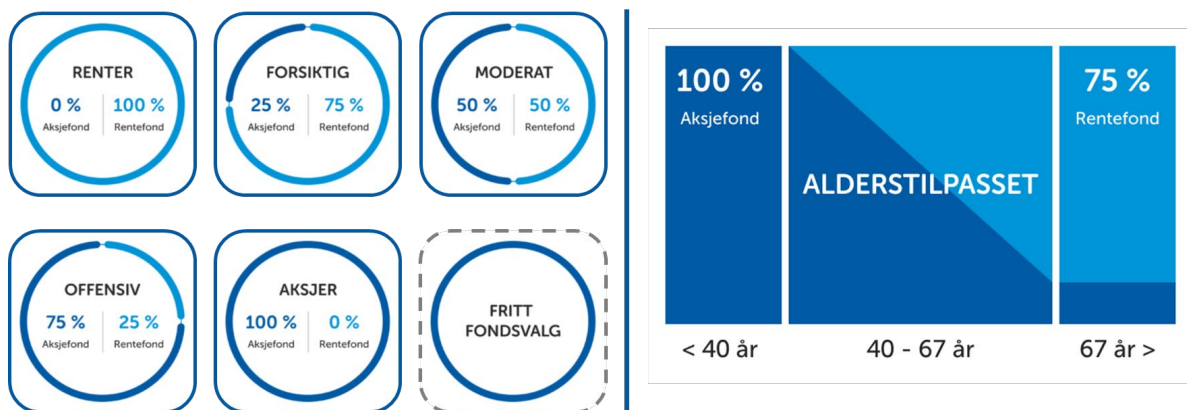 RENTER
0 % 100 %
Aksjefond Rentefond
FORSIKTIG
25 % 75 %
Aksjefond Rentefond
MODERAT
50 % 50 %
Aksjefond Rentefond
OFFENSIV
75 % 25 %
Aksjefond Rentefond
AKSJER
100 % 0 %
Aksjefond Rentefond
FRITT
FONDSVALG
100 %
Aksjefond
ALDERSTILPASSET
75 %
Rentefond
< 40 år
40 - 67 år
67 år >